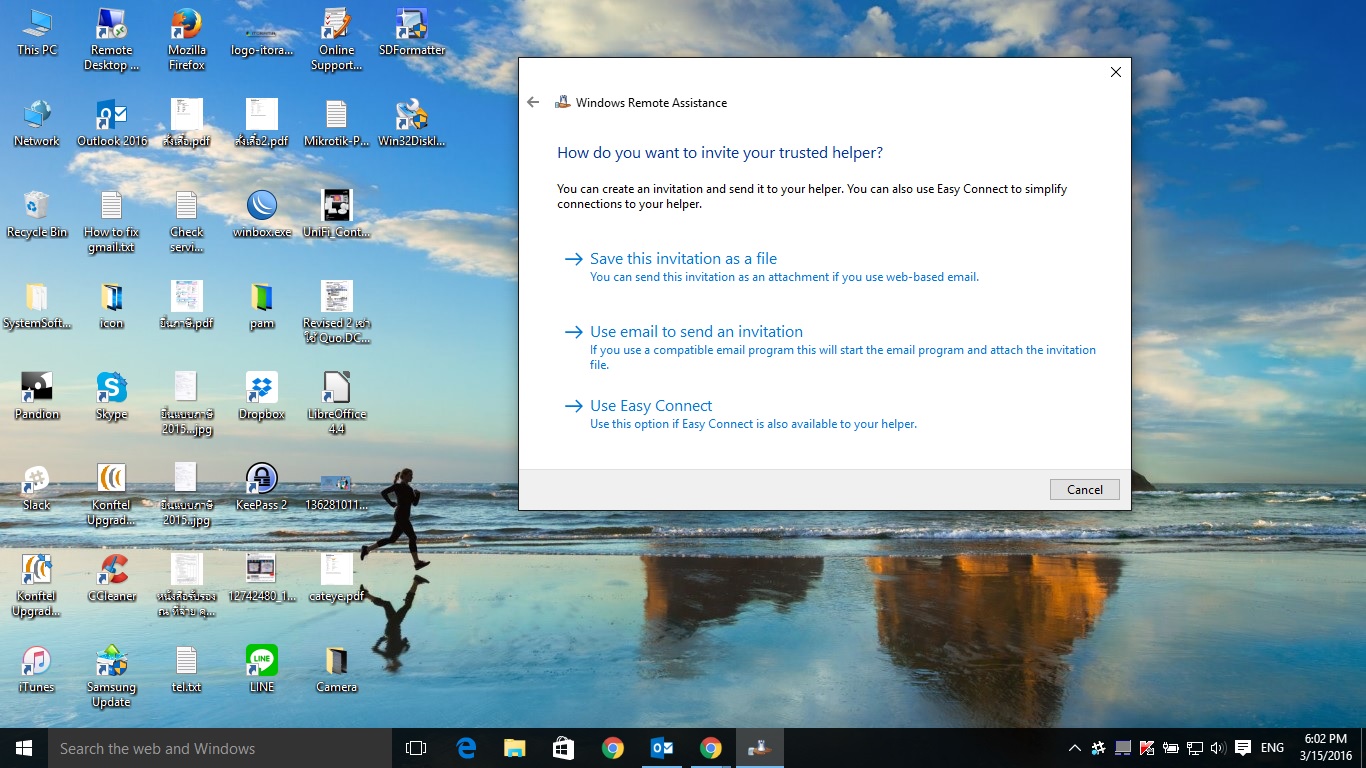 This PC
Remote
Desktop ...
Mozilla
Firefox
logo-itora...
Online
Support...
SDFormatter
Network
Outlook 2016
สั่งเสื้อ.pdf
สั่งเสื้อ2.pdf
Mikrotik-P...
Win32DiskI...
Recycle Bin
How to fix
gmail.txt
Check
servi...
winbox.exe
UniFi_Cont...
SystemSoft...
icon
ยื่นภาษี.pdf
pam
Revised 2 เช่า
ใช้ Quo.DC...
Pandion
Skype
ยื่นแบบภาษี
2015...jpg
Dropbox
LibreOffice
4.4
Slack
Konftel
Upgrad...
ยื่นแบบภาษี
2015...jpg
KeePass 2
136281011...
Konftel
Upgrad...
CCleaner
หนังสือรับรอง
ณ ที่จ่าย คุ...
12742480_1...
cateye.pdf
iTunes
Samsung
Update
tel.txt
LINE
LINE
Camera
Windows Remote Assistance
How do you want to invite your trusted helper?
You can create an invitation and send it to your helper. You can also use Easy Connect to simplify
connections to your helper.
Save this invitation as a file
You can send this invitation as an attachment if you use web-based email.
Use email to send an invitation
If you use a compatible email program this will start the email program and attach the invitation
file.
Use Easy Connect
Use this option if Easy Connect is also available to your helper.
Cancel
Search the web and Windows
ENG
6:02 PM
3/15/2016